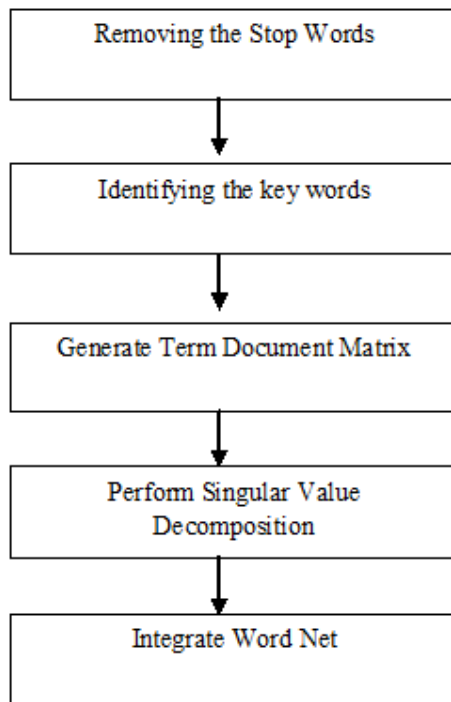 Removing the Stop Words
Identifying the key words
Generate Term Document Matrix
Perform Singular Value
Decomposition
Integrate Word Net